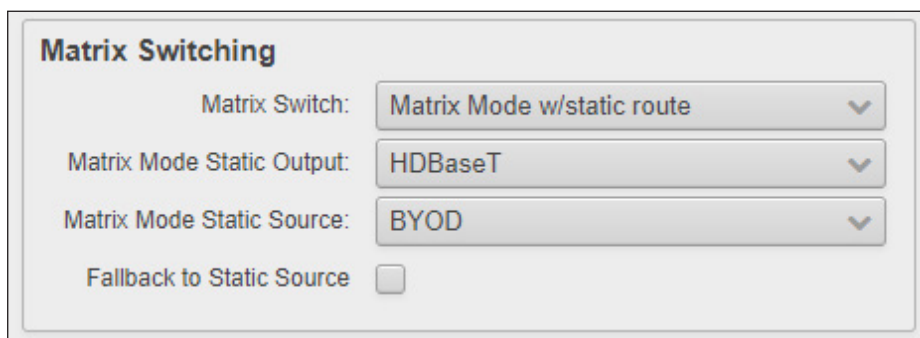 Matrix Switching
Matrix Switch: Matrix Mode w/static route
Matrix Mode Static Output: HDBaseT
Matrix Mode Static Source: BYOD
Fallback to Static Source